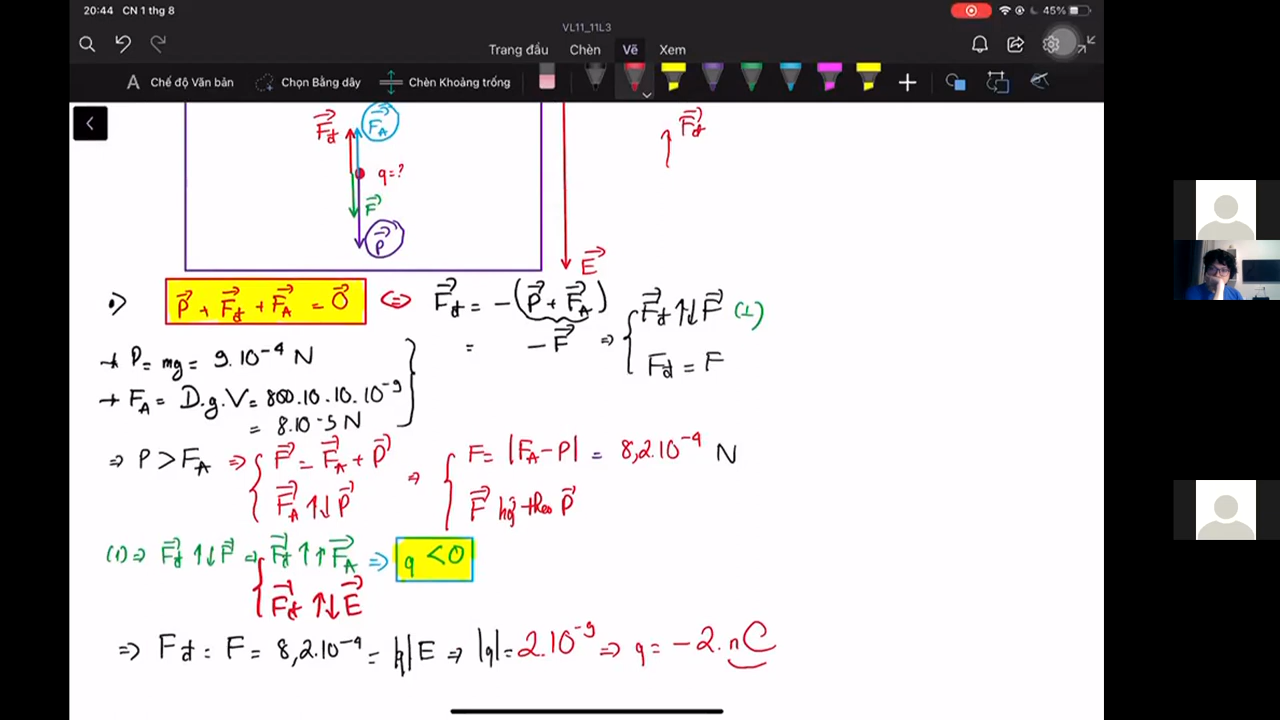 20:44 CN 1 thg 8
45%
VL11_11L3
Trang đầu Chèn Vẽ Xem
Chế độ Văn bản Chọn Bằng dây Chèn Khoảng trống
F⃗đ F⃗A F⃗đ
q=?
F⃗
P⃗
E⃗
•) P⃗ + F⃗đ + F⃗A = 0⃗ ⇔ F⃗đ = -(P⃗ + F⃗A)
= -F⃗ ⇒ { F⃗đ ↑↓ F⃗ (1)
Fđ = F
+ P = mg = 9.10⁻⁴ N
+ FA = D.g.V = 800.10.10.10⁻⁹
= 8.10⁻⁵ N
⇒ P > FA ⇒ { F⃗ = F⃗A + P⃗ ⇒ { F = |FA - P| = 8,2.10⁻⁴ N
F⃗A ↑↓ P⃗ F⃗ hg theo P⃗
(1) ⇒ F⃗đ ↑↓ F⃗ ⇒ { F⃗đ ↑↑ F⃗A ⇒ q < 0
F⃗đ ↑↓ E⃗
⇒ Fđ = F = 8,2.10⁻⁴ = |q|E ⇒ |q| = 2.10⁻⁹ ⇒ q = -2.nC